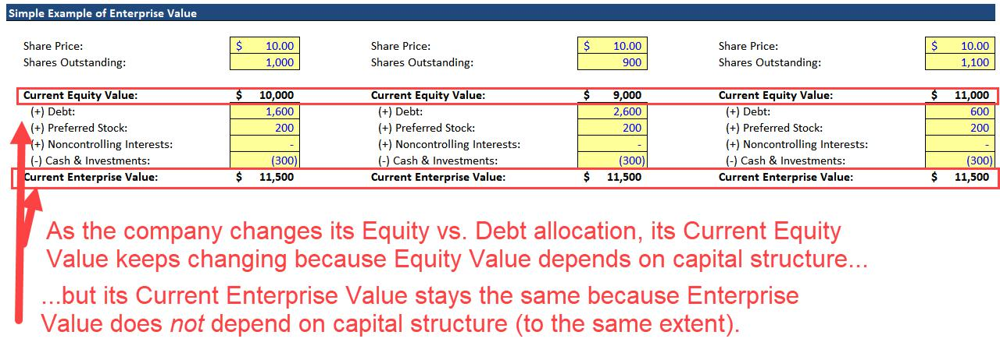 Simple Example of Enterprise Value
Share Price: $ 10.00 Share Price: $ 10.00 Share Price: $ 10.00
Shares Outstanding: 1,000 Shares Outstanding: 900 Shares Outstanding: 1,100
Current Equity Value: $ 10,000 Current Equity Value: $ 9,000 Current Equity Value: $ 11,000
(+) Debt: 1,600 (+) Debt: 2,600 (+) Debt: 600
(+) Preferred Stock: 200 (+) Preferred Stock: 200 (+) Preferred Stock: 200
(+) Noncontrolling Interests: - (+) Noncontrolling Interests: - (+) Noncontrolling Interests: -
(-) Cash & Investments: (300) (-) Cash & Investments: (300) (-) Cash & Investments: (300)
Current Enterprise Value: $ 11,500 Current Enterprise Value: $ 11,500 Current Enterprise Value: $ 11,500
As the company changes its Equity vs. Debt allocation, its Current Equity
Value keeps changing because Equity Value depends on capital structure...
...but its Current Enterprise Value stays the same because Enterprise
Value does not depend on capital structure (to the same extent).